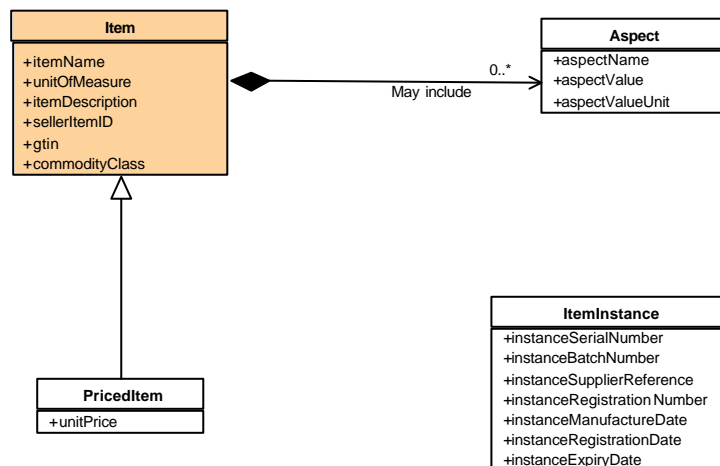 Item
+itemName
+unitOfMeasure
+itemDescription
+sellerItemID
+gtin
+commodityClass
0..*
May include
Aspect
+aspectName
+aspectValue
+aspectValueUnit
PricedItem
+unitPrice
ItemInstance
+instanceSerialNumber
+instanceBatchNumber
+instanceSupplierReference
+instanceRegistration Number
+instanceManufactureDate
+instanceRegistrationDate
+instanceExpiryDate